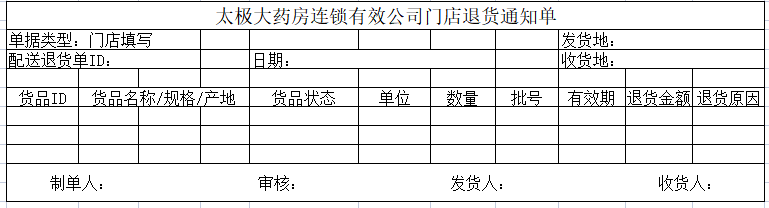 太极大药房连锁有效公司门店退货通知单
单据类型：门店填写 发货地：
配送退货单ID： 日期： 收货地：
货品ID 货品名称/规格/产地 货品状态 单位 数量 批号 有效期 退货金额 退货原因
制单人： 审核： 发货人： 收货人：